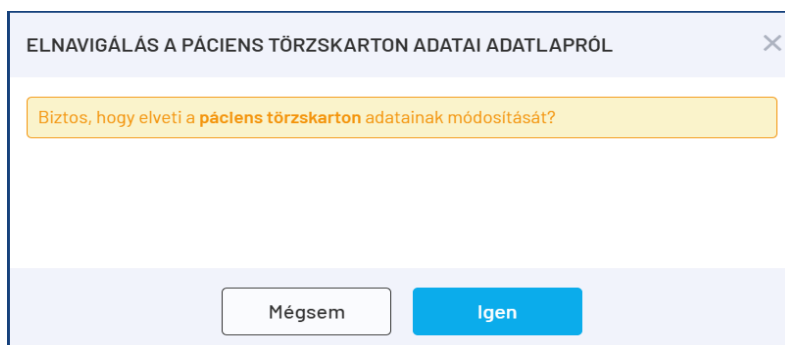 ELNAVIGÁLÁS A PÁCIENS TÖRZSKARTON ADATAI ADATLAPRÓL
Biztos, hogy elveti a páciens törzskarton adatainak módosítását?
Mégsem
Igen